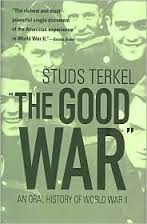 "The richest and most
powerful single document
of the American experience
in World War II."
STUDS TERKEL
"THE GOOD
WAR"
AN ORAL HISTORY OF WORLD WAR II